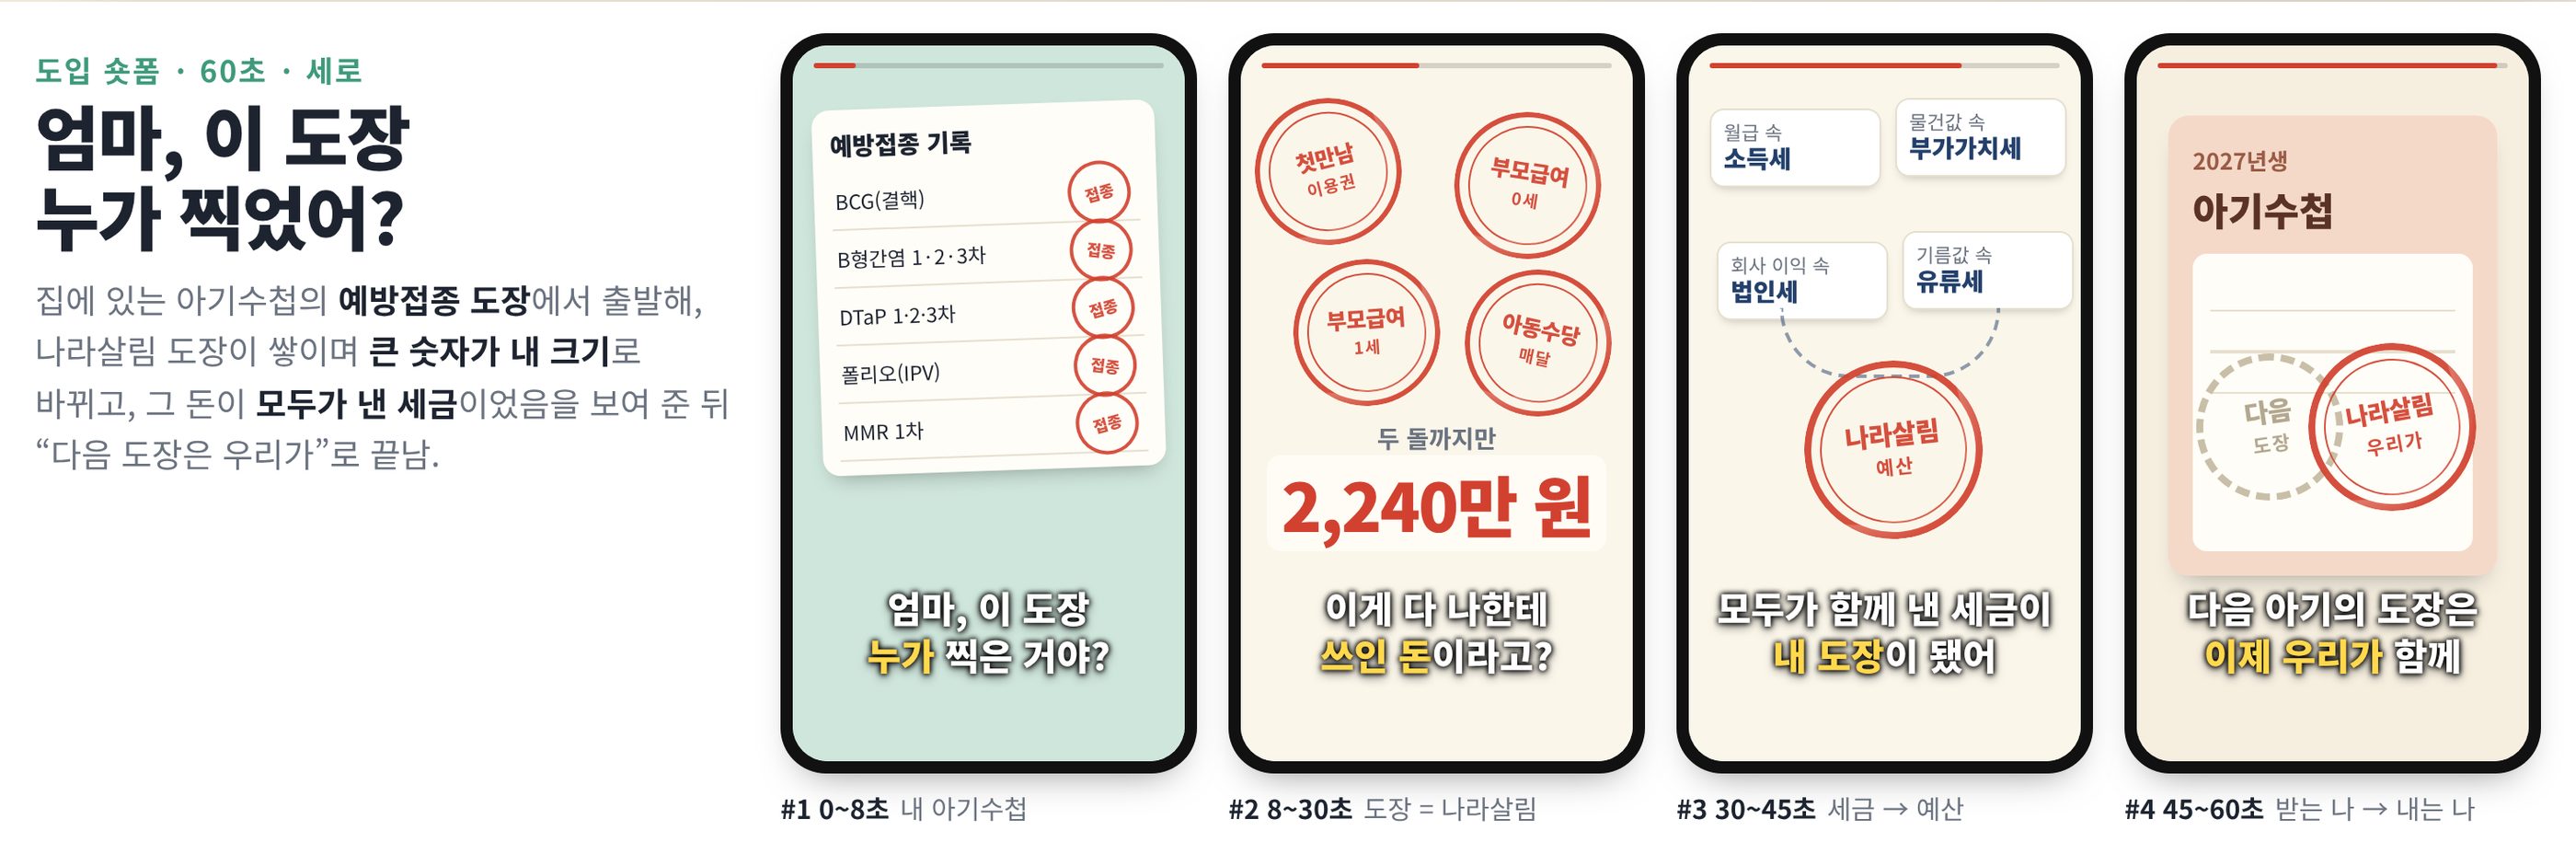 도입 숏폼 · 60초 · 세로
엄마, 이 도장
누가 찍었어?
집에 있는 아기수첩의 예방접종 도장에서 출발해,
나라살림 도장이 쌓이며 큰 숫자가 내 크기로
바뀌고, 그 돈이 모두가 낸 세금이었음을 보여 준 뒤
“다음 도장은 우리가”로 끝남.
예방접종 기록
BCG(결핵)
접종
B형간염 1·2·3차
접종
DTaP 1·2·3차
접종
폴리오(IPV)
접종
MMR 1차
접종
엄마, 이 도장
누가 찍은 거야?
#1 0~8초 내 아기수첩
첫만남
이용권
부모급여
0세
부모급여
1세
아동수당
매달
두 돌까지만
2,240만 원
이게 다 나한테
쓰인 돈이라고?
#2 8~30초 도장 = 나라살림
월급 속
소득세
물건값 속
부가가치세
회사 이익 속
법인세
기름값 속
유류세
나라살림
예산
모두가 함께 낸 세금이
내 도장이 됐어
#3 30~45초 세금 → 예산
2027년생
아기수첩
다음
도장
나라살림
우리가
다음 아기의 도장은
이제 우리가 함께
#4 45~60초 받는 나 → 내는 나